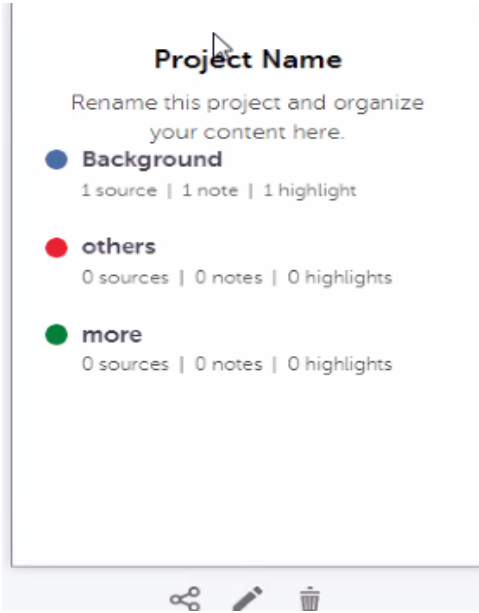 Project Name
Rename this project and organize
your content here.
Background
1 source | 1 note | 1 highlight
others
0 sources | 0 notes | 0 highlights
more
0 sources | 0 notes | 0 highlights